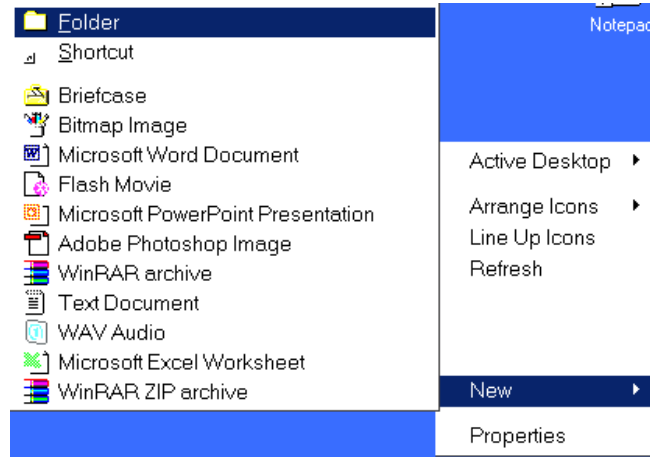 Folder
Shortcut
Briefcase
Bitmap Image
Microsoft Word Document
Flash Movie
Microsoft PowerPoint Presentation
Adobe Photoshop Image
WinRAR archive
Text Document
WAV Audio
Microsoft Excel Worksheet
WinRAR ZIP archive
Notepad
Active Desktop
Arrange Icons
Line Up Icons
Refresh
New
Properties